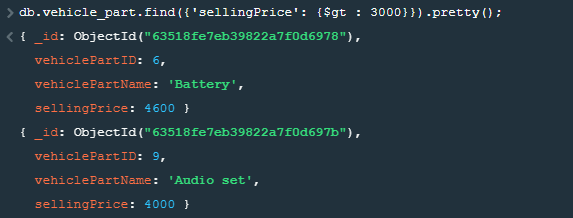 > db.vehicle_part.find({'sellingPrice': {$gt : 3000}}).pretty();
< { _id: ObjectId("63518fe7eb39822a7f0d6978"),
vehiclePartID: 6,
vehiclePartName: 'Battery',
sellingPrice: 4600 }
{ _id: ObjectId("63518fe7eb39822a7f0d697b"),
vehiclePartID: 9,
vehiclePartName: 'Audio set',
sellingPrice: 4000 }